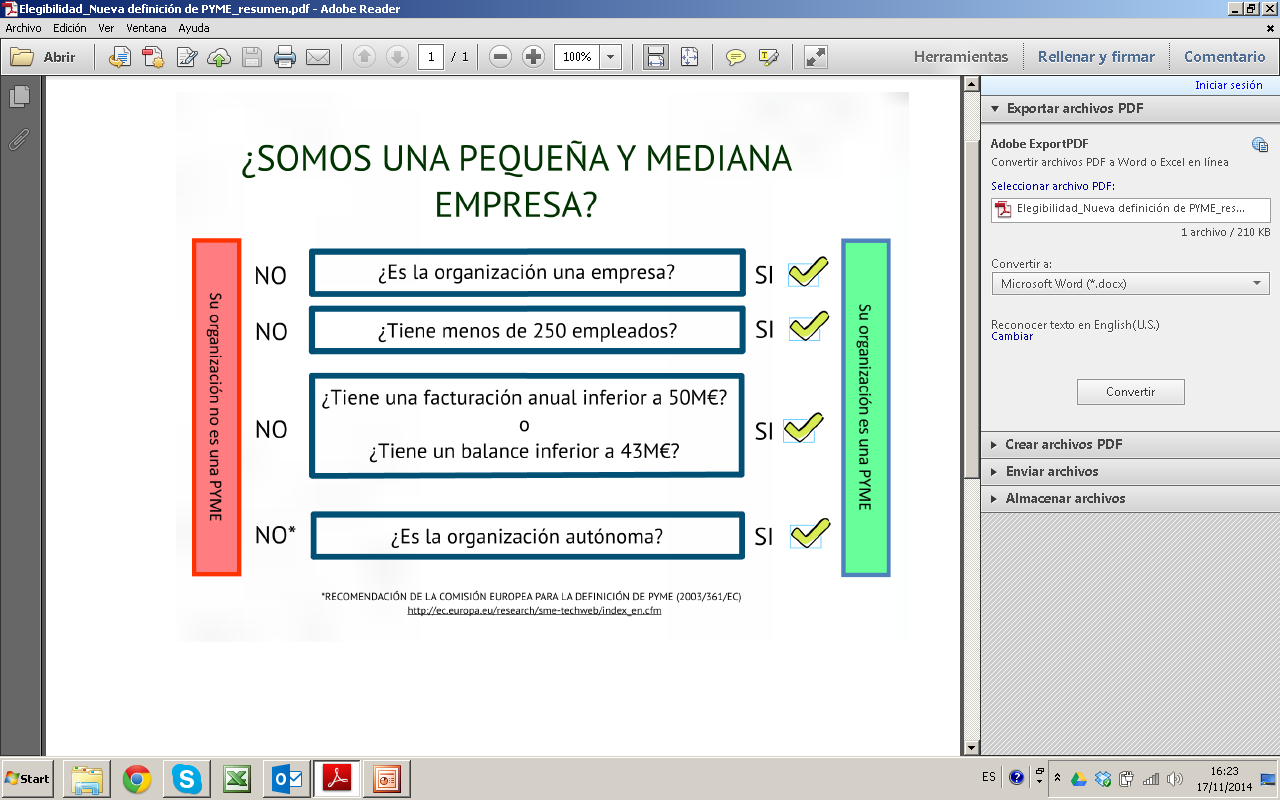 Elegibilidad_Nueva definición de PYME_resumen.pdf - Adobe Reader
Archivo Edición Ver Ventana Ayuda
Abrir
1 / 1
100%
Herramientas
Rellenar y firmar
Comentario
Iniciar sesión
¿SOMOS UNA PEQUEÑA Y MEDIANA
EMPRESA?
Su organización no es una PYME
NO
¿Es la organización una empresa?
SI
NO
¿Tiene menos de 250 empleados?
SI
NO
¿Tiene una facturación anual inferior a 50M€?
o
¿Tiene un balance inferior a 43M€?
SI
NO*
¿Es la organización autónoma?
SI
Su organización es una PYME
*RECOMENDACIÓN DE LA COMISIÓN EUROPEA PARA LA DEFINICIÓN DE PYME (2003/361/EC)
http://ec.europa.eu/research/sme-techweb/index_en.cfm
Exportar archivos PDF
Adobe ExportPDF
Convertir archivos PDF a Word o Excel en línea
Seleccionar archivo PDF:
Elegibilidad_Nueva definición de PYME_res...
1 archivo / 210 KB
Convertir a:
Microsoft Word (*.docx)
Reconocer texto en English(U.S.)
Cambiar
Convertir
Crear archivos PDF
Enviar archivos
Almacenar archivos
Start
ES
16:23
17/11/2014